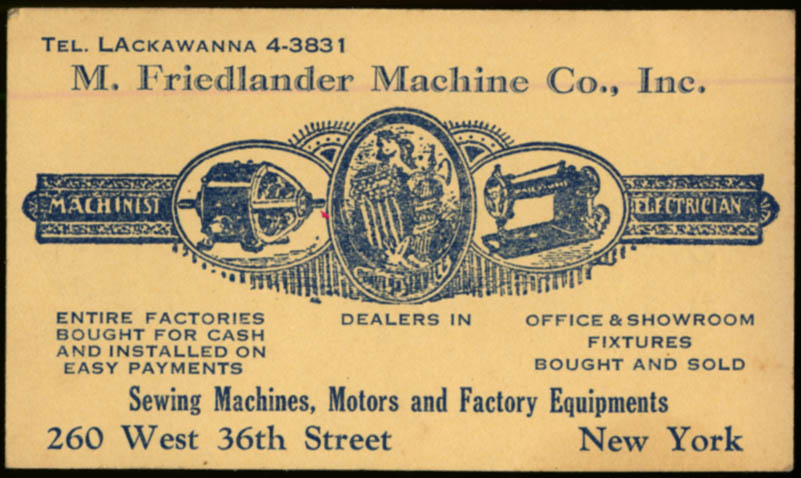 TEL. LACKAWANNA 4-3831
M. Friedlander Machine Co., Inc.
MACHINIST
ELECTRICIAN
ENTIRE FACTORIES
BOUGHT FOR CASH
AND INSTALLED ON
EASY PAYMENTS
DEALERS IN
OFFICE & SHOWROOM
FIXTURES
BOUGHT AND SOLD
Sewing Machines, Motors and Factory Equipments
260 West 36th Street New York